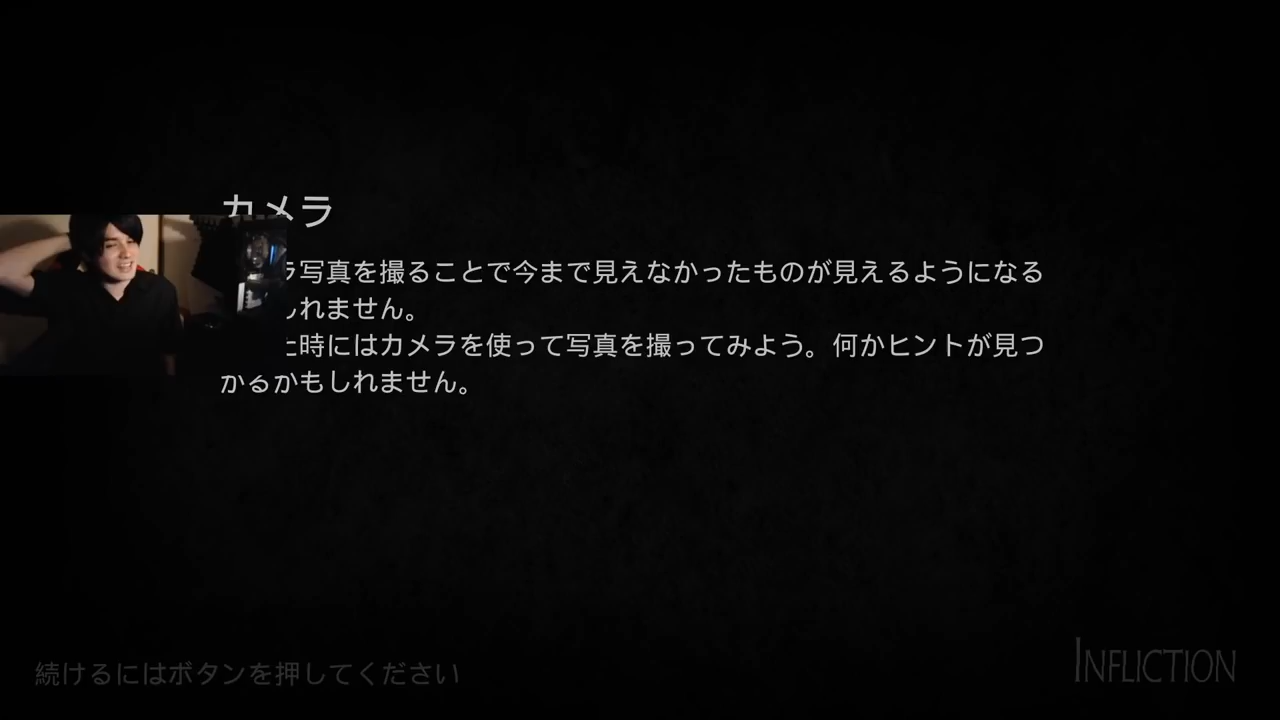 カメラ
写真を撮ることで今まで見えなかったものが見えるようになる
れません。
時にはカメラを使って写真を撮ってみよう。何かヒントが見つ
かるかもしれません。
続けるにはボタンを押してください
INFLICTION